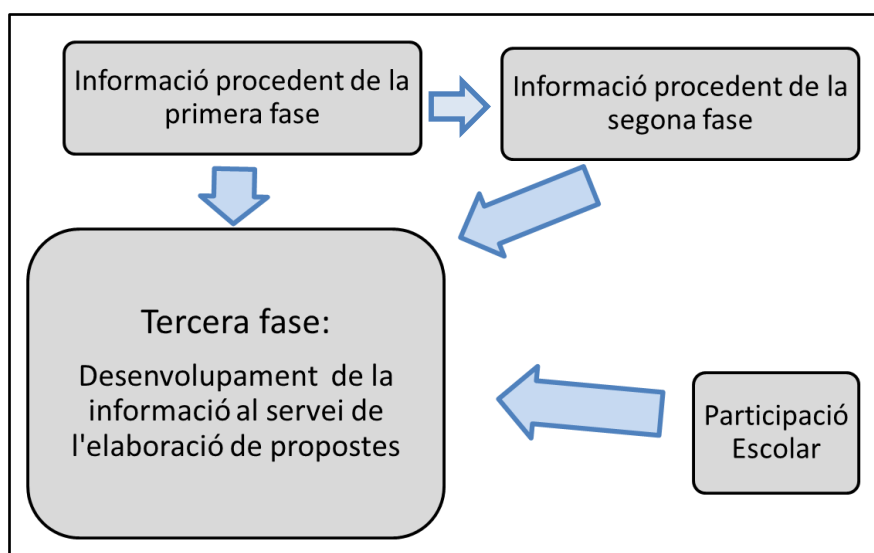 Informació procedent de la
primera fase
Informació procedent de la
segona fase
Tercera fase:
Desenvolupament de la
informació al servei de
l'elaboració de propostes
Participació
Escolar